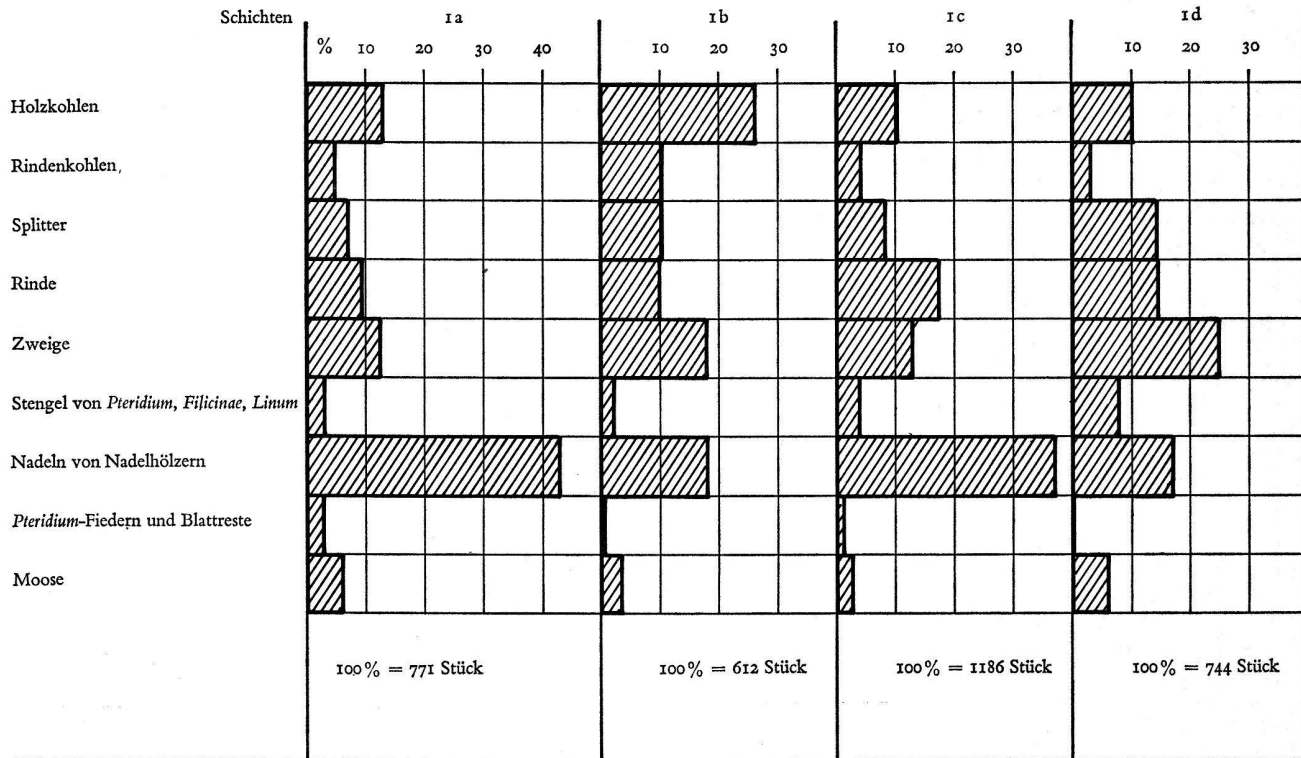 Schichten 1a 1b 1c 1d
% 10 20 30 40 10 20 30 10 20 30 10 20 30
Holzkohlen
Rindenkohlen
Splitter
Rinde
Zweige
Stengel von Pteridium, Filicinae, Linum
Nadeln von Nadelhölzern
Pteridium-Fiedern und Blattreste
Moose
100% = 771 Stück 100% = 612 Stück 100% = 1186 Stück 100% = 744 Stück